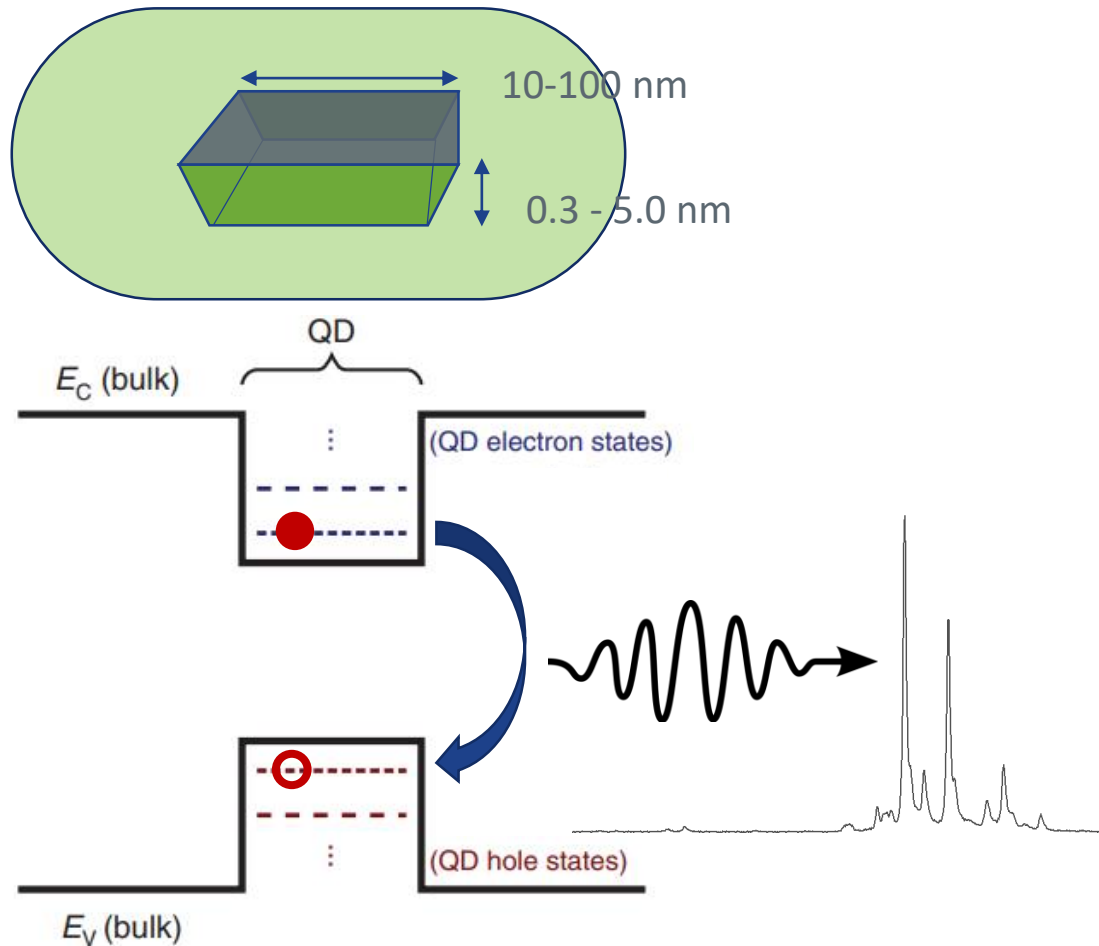 10-100 nm
0.3 - 5.0 nm
QD
E_C (bulk)
(QD electron states)
(QD hole states)
E_V (bulk)